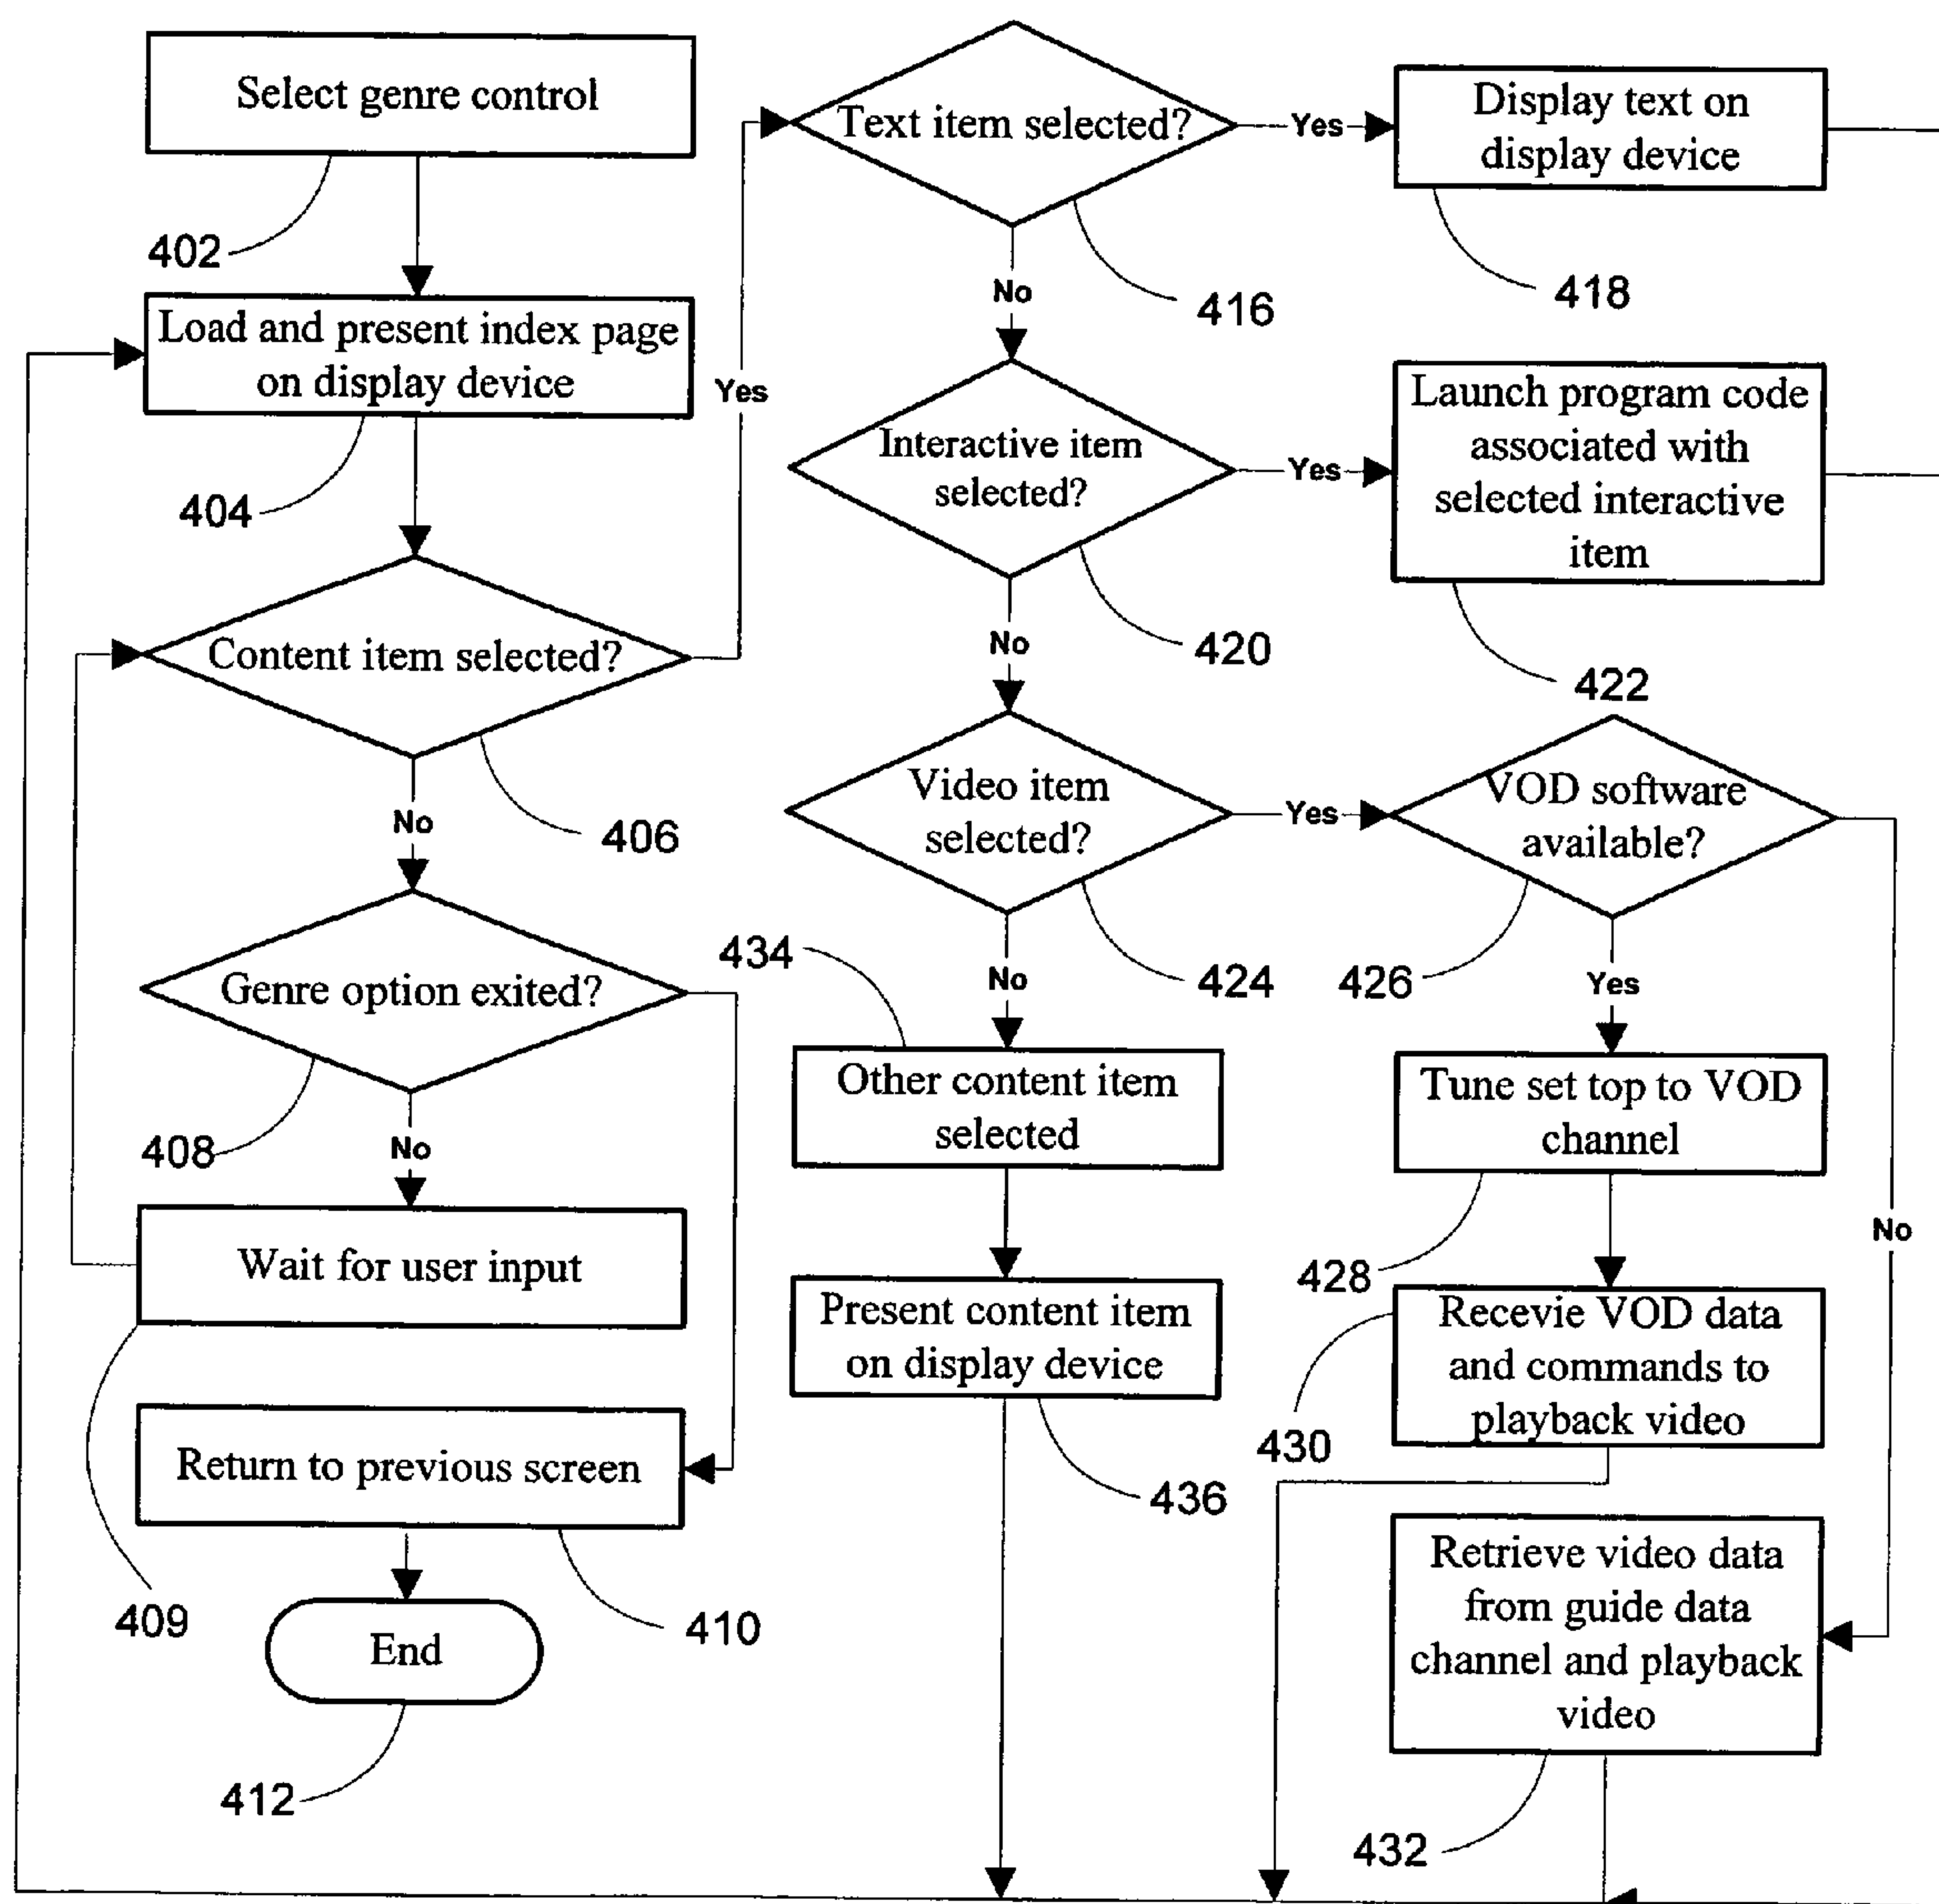 Select genre control
402
Load and present index page
on display device
404
Content item selected?
Yes
406
No
Genre option exited?
408
No
Wait for user input
409
Return to previous screen
410
End
412
Text item selected?
Yes
416
No
Display text on
display device
418
Interactive item
selected?
Yes
420
No
Launch program code
associated with
selected interactive
item
422
Video item
selected?
Yes
424
No
VOD software
available?
426
Yes
No
434
Other content item
selected
Present content item
on display device
436
Tune set top to VOD
channel
428
Recevie VOD data
and commands to
playback video
430
Retrieve video data
from guide data
channel and playback
video
432